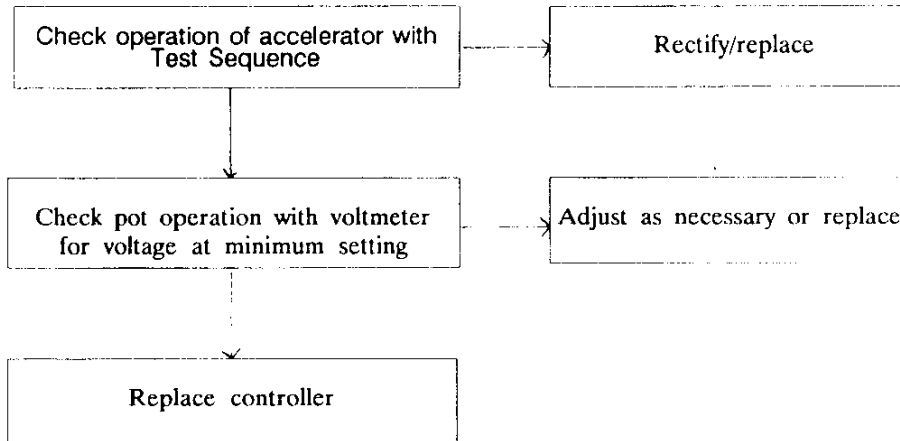 Check operation of accelerator with
Test Sequence
Rectify/replace
Check pot operation with voltmeter
for voltage at minimum setting
Adjust as necessary or replace
Replace controller